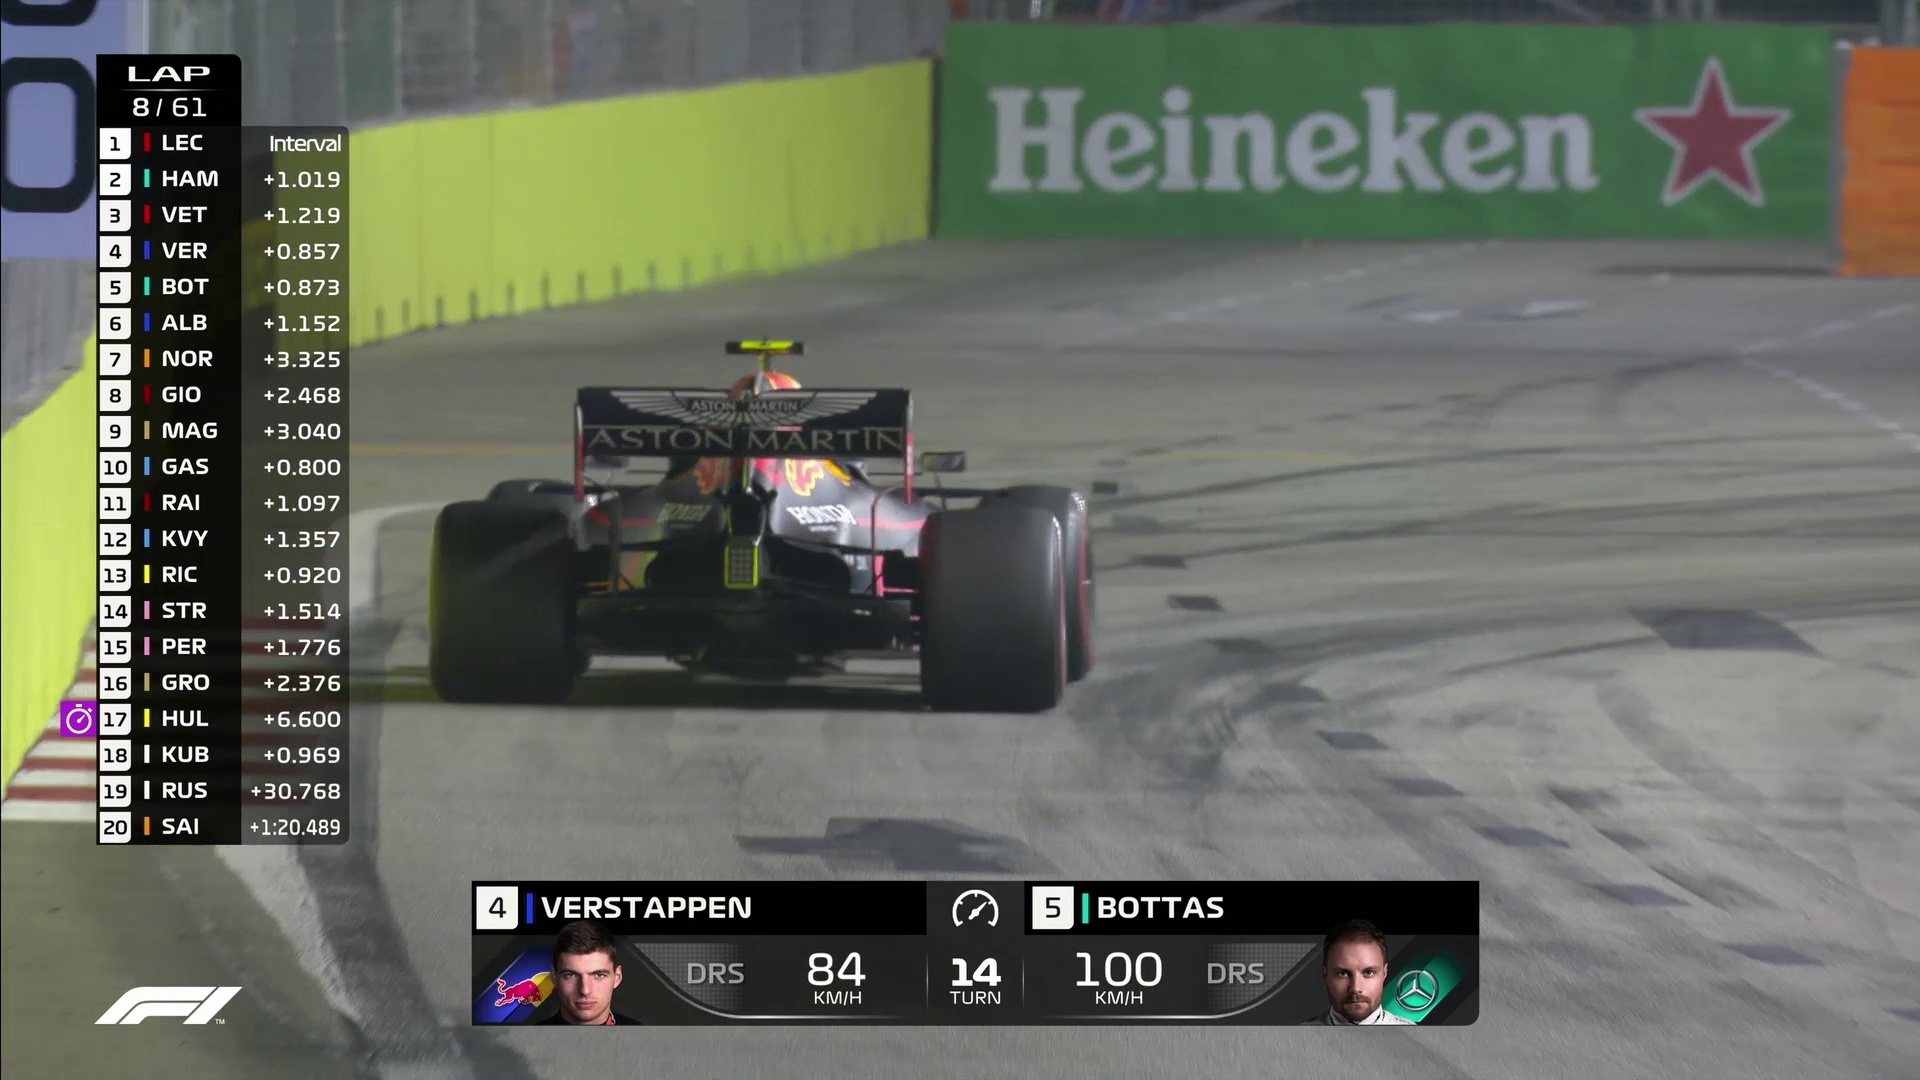 LAP
8 / 61
1 LEC Interval
2 HAM +1.019
3 VET +1.219
4 VER +0.857
5 BOT +0.873
6 ALB +1.152
7 NOR +3.325
8 GIO +2.468
9 MAG +3.040
10 GAS +0.800
11 RAI +1.097
12 KVY +1.357
13 RIC +0.920
14 STR +1.514
15 PER +1.776
16 GRO +2.376
17 HUL +6.600
18 KUB +0.969
19 RUS +30.768
20 SAI +1:20.489
Heineken
ASTON MARTIN
ASTON MARTIN
HONDA
HONDA
4 VERSTAPPEN
5 BOTTAS
DRS 84 KM/H
14 TURN
100 KM/H DRS
F1
TM